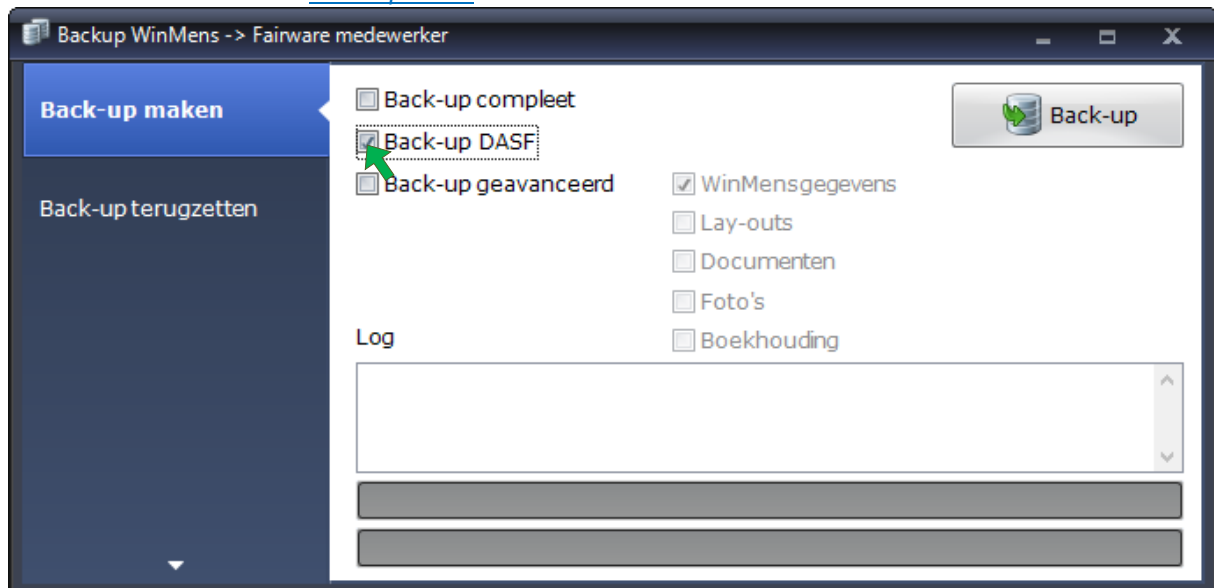 Backup WinMens -> Fairware medewerker
Back-up maken
Back-up compleet
Back-up
Back-up DASF
Back-up geavanceerd
WinMensgegevens
Back-up terugzetten
Lay-outs
Documenten
Foto's
Log
Boekhouding